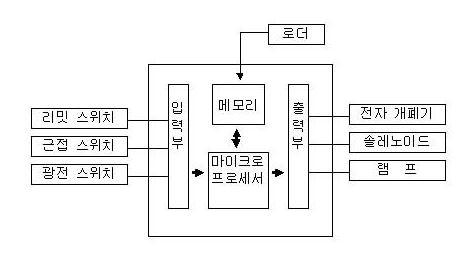 로더
입력부
메모리
출력부
리밋 스위치
근접 스위치
광전 스위치
마이크로
프로세서
전자 개폐기
솔레노이드
램 프